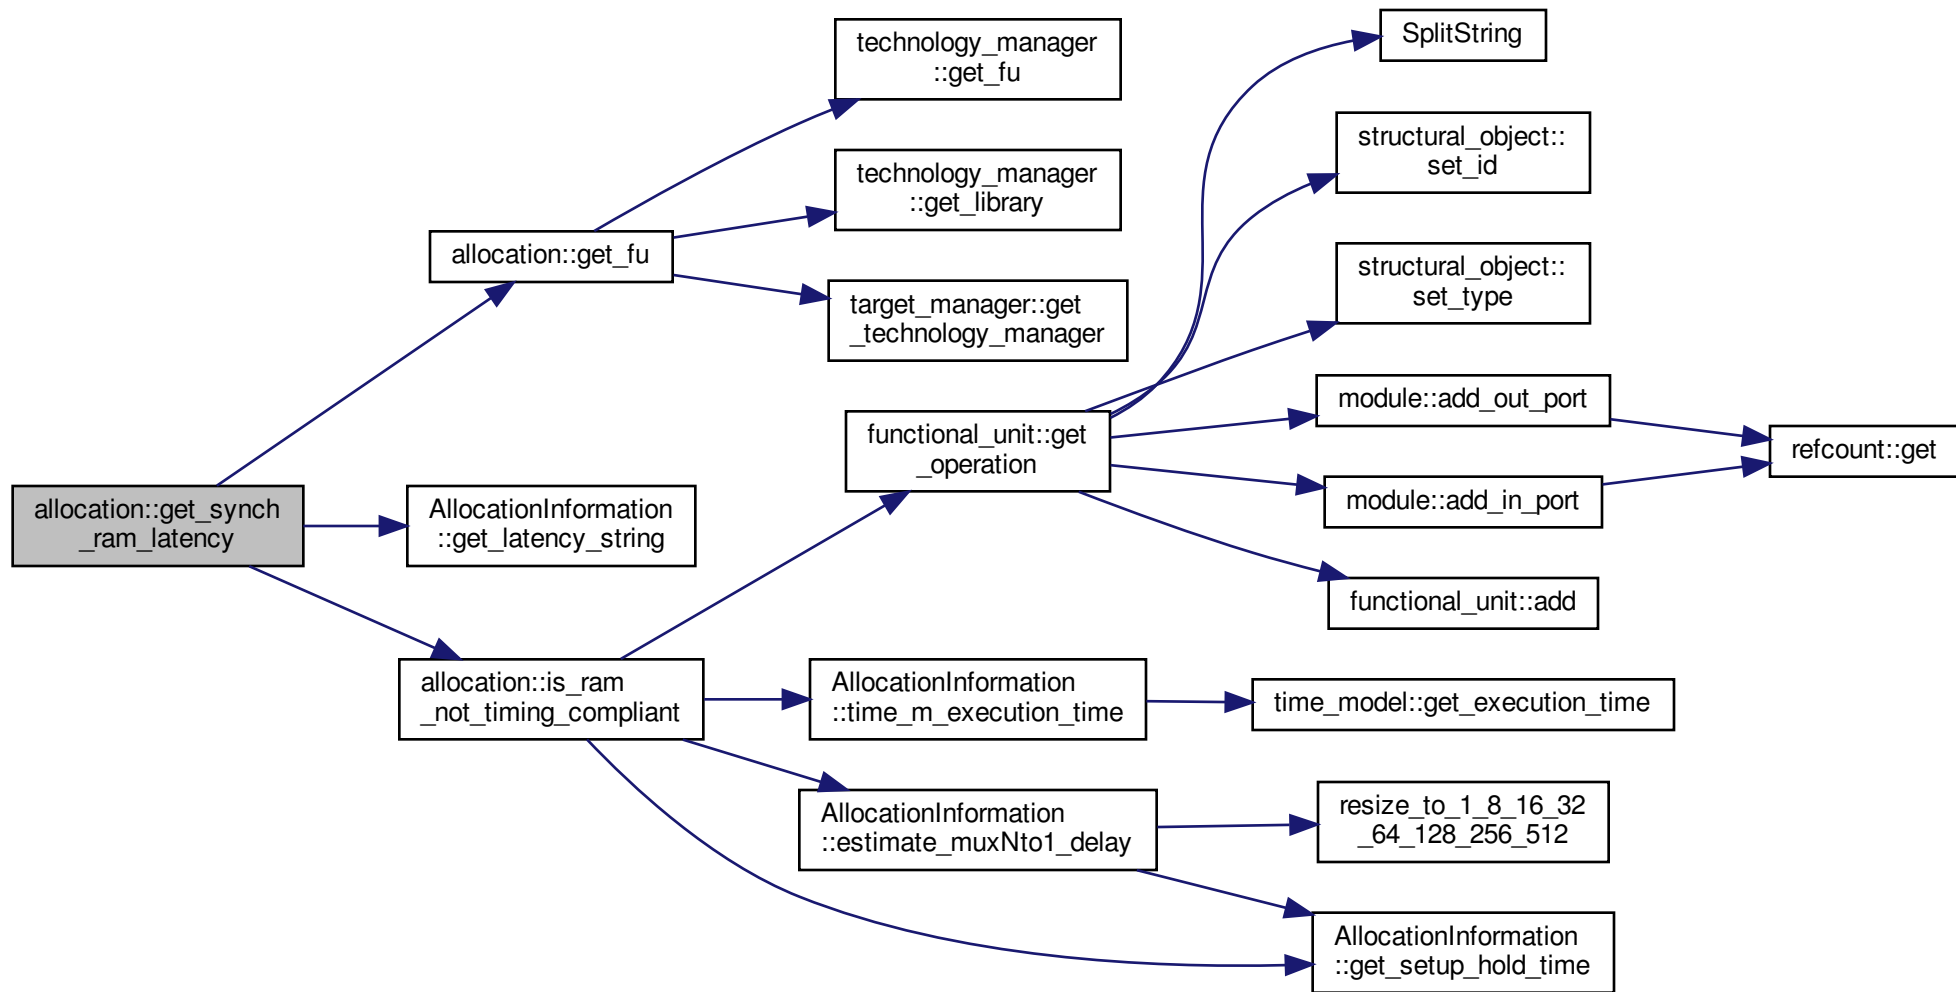 allocation::get_synch
_ram_latency
allocation::get_fu
technology_manager
::get_fu
technology_manager
::get_library
target_manager::get
_technology_manager
AllocationInformation
::get_latency_string
allocation::is_ram
_not_timing_compliant
functional_unit::get
_operation
SplitString
structural_object::
set_id
structural_object::
set_type
module::add_out_port
refcount::get
module::add_in_port
functional_unit::add
AllocationInformation
::time_m_execution_time
time_model::get_execution_time
AllocationInformation
::estimate_muxNto1_delay
resize_to_1_8_16_32
_64_128_256_512
AllocationInformation
::get_setup_hold_time